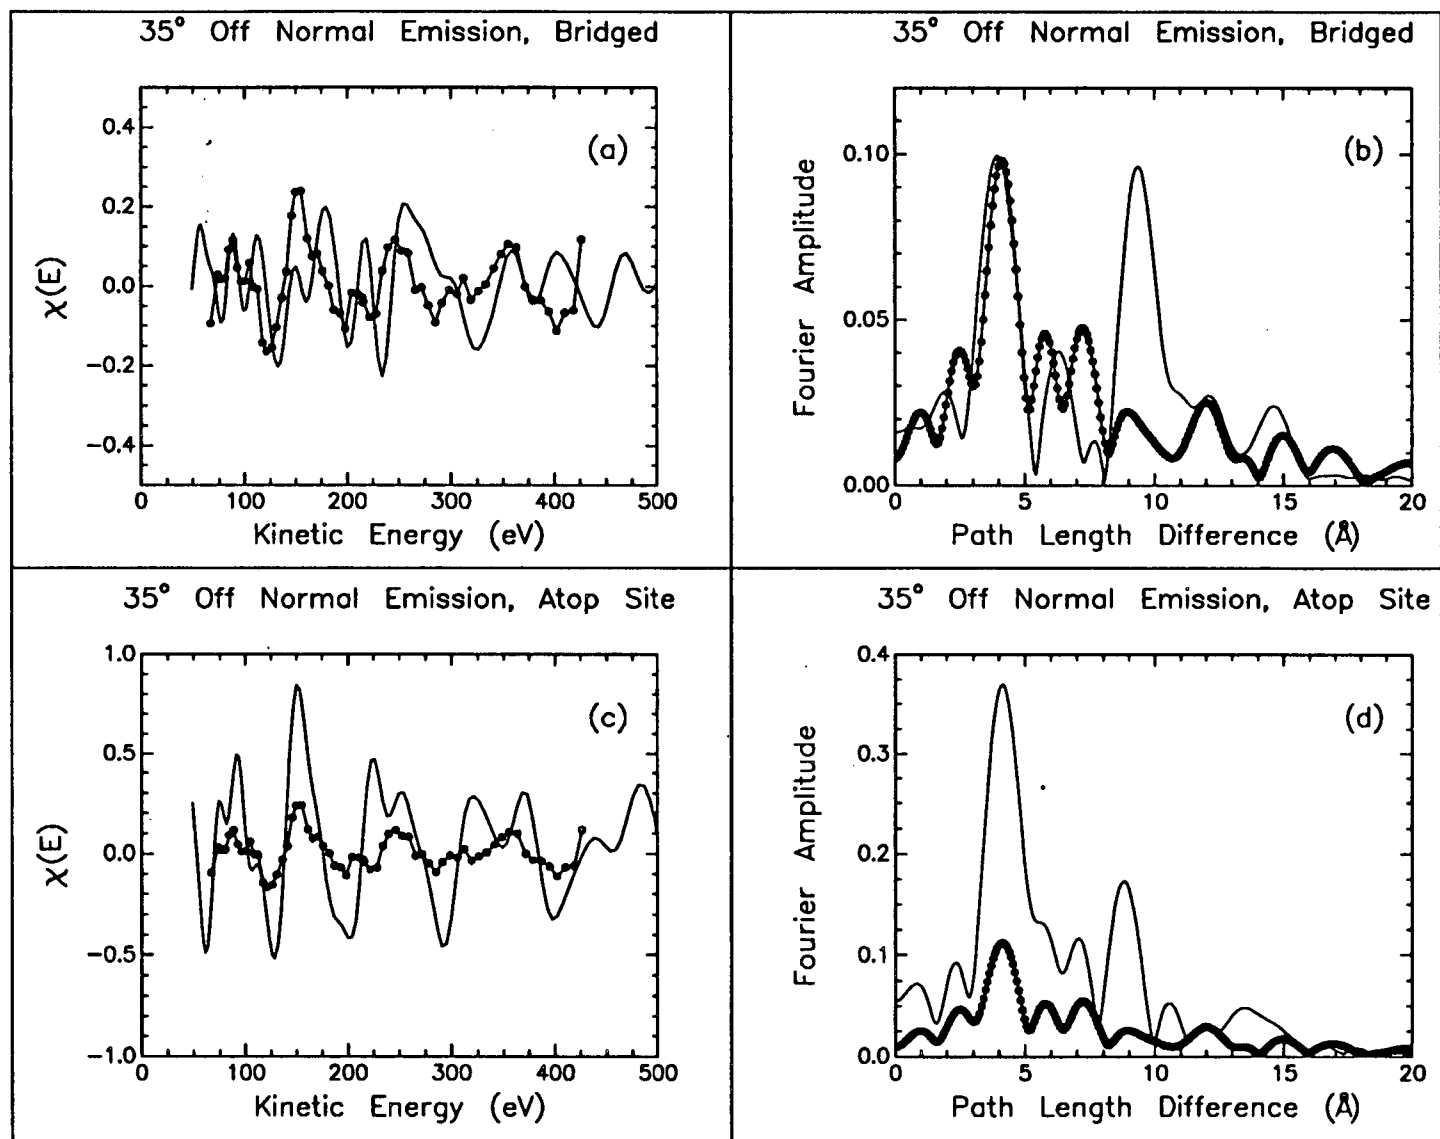 35° Off Normal Emission, Bridged
0.4
0.2
0.0
−0.2
−0.4
χ(E)
(a)
0 100 200 300 400 500
Kinetic Energy (eV)
35° Off Normal Emission, Bridged
0.10
0.05
0.00
Fourier Amplitude
(b)
0 5 10 15 20
Path Length Difference (Å)
35° Off Normal Emission, Atop Site
1.0
0.5
0.0
−0.5
−1.0
χ(E)
(c)
0 100 200 300 400 500
Kinetic Energy (eV)
35° Off Normal Emission, Atop Site
0.4
0.3
0.2
0.1
0.0
Fourier Amplitude
(d)
0 5 10 15 20
Path Length Difference (Å)